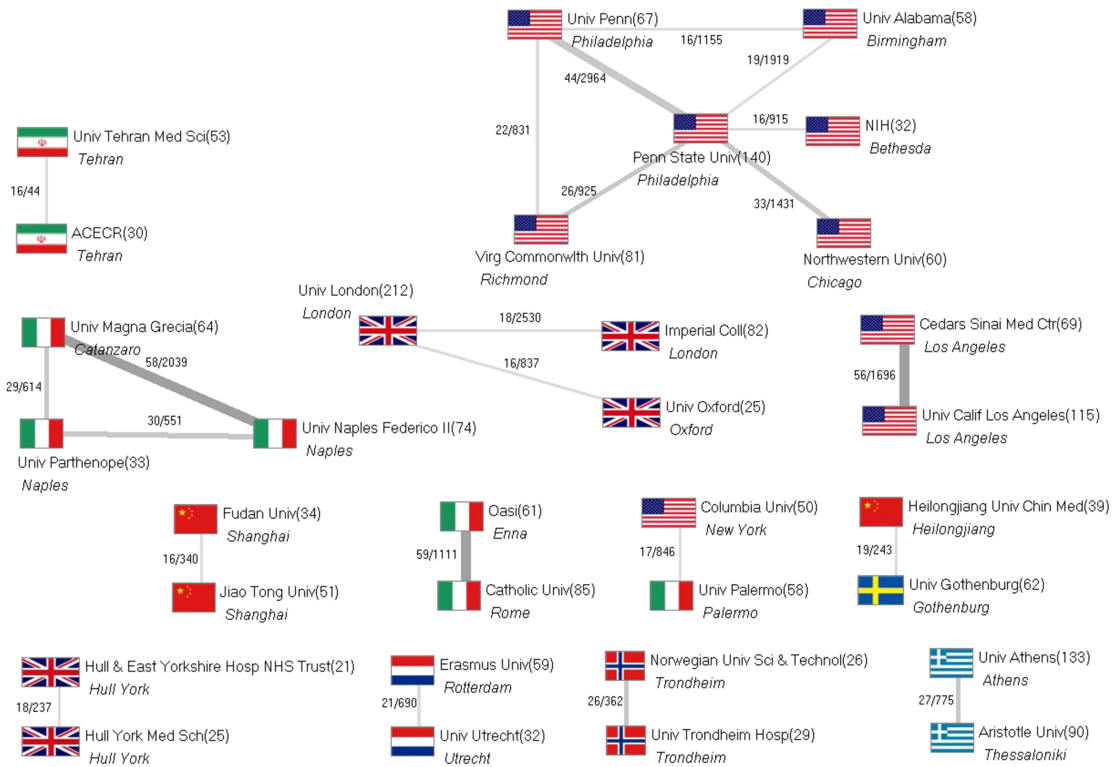 Univ Penn(67)
Philadelphia
Univ Alabama(58)
Birmingham
16/1155
19/1919
44/2964
22/831
16/915
NIH(32)
Bethesda
Penn State Univ(140)
Philadelphia
26/925
33/1431
Virg Commonwlth Univ(81)
Richmond
Northwestern Univ(60)
Chicago
Univ Tehran Med Sci(53)
Tehran
16/44
ACECR(30)
Tehran
Univ London(212)
London
18/2530
Imperial Coll(82)
London
16/837
Univ Oxford(25)
Oxford
Univ Magna Grecia(64)
Catanzaro
58/2039
29/614
30/551
Univ Naples Federico II(74)
Naples
Univ Parthenope(33)
Naples
Cedars Sinai Med Ctr(69)
Los Angeles
56/1696
Univ Calif Los Angeles(115)
Los Angeles
Fudan Univ(34)
Shanghai
16/340
Jiao Tong Univ(51)
Shanghai
Oasi(61)
Enna
59/1111
Catholic Univ(85)
Rome
Columbia Univ(50)
New York
17/846
Univ Palermo(58)
Palermo
Heilongjiang Univ Chin Med(39)
Heilongjiang
19/243
Univ Gothenburg(62)
Gothenburg
Hull & East Yorkshire Hosp NHS Trust(21)
Hull York
18/237
Hull York Med Sch(25)
Hull York
Erasmus Univ(59)
Rotterdam
21/690
Univ Utrecht(32)
Utrecht
Norwegian Univ Sci & Technol(26)
Trondheim
26/362
Univ Trondheim Hosp(29)
Trondheim
Univ Athens(133)
Athens
27/775
Aristotle Univ(90)
Thessaloniki